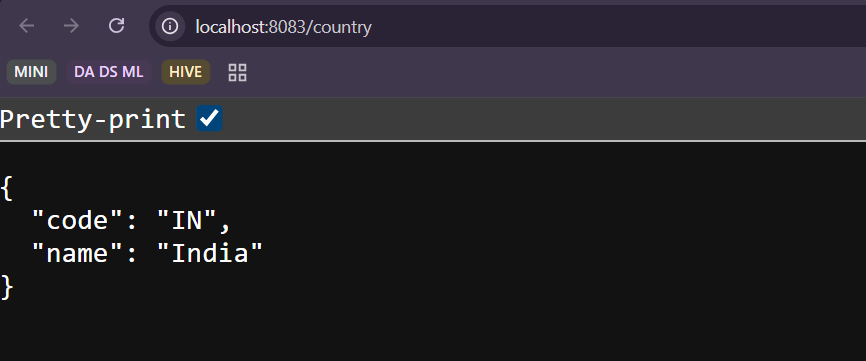 localhost:8083/country
MINI DA DS ML HIVE
Pretty-print
{
"code": "IN",
"name": "India"
}